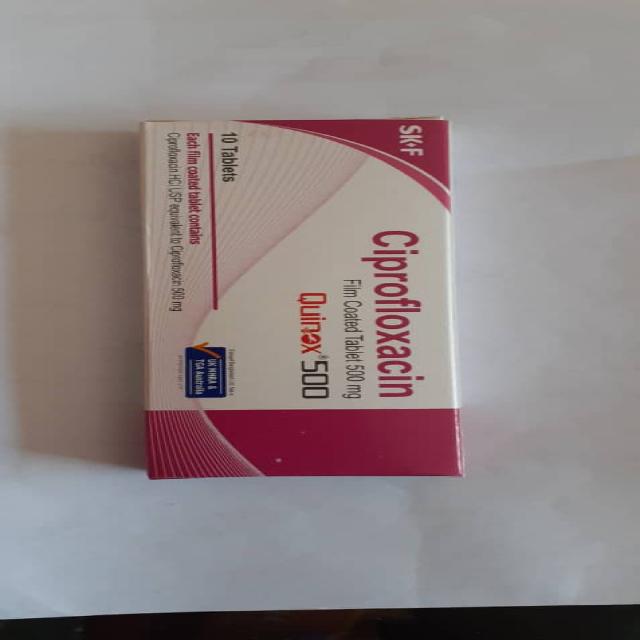 SK+F
Ciprofloxacin
Film Coated Tablet 500 mg
Quinox® 500
10 Tablets
Each film coated tablet contains
Ciprofloxacin HCl USP equivalent to Ciprofloxacin 500 mg
UK MHRA &
TGA Australia